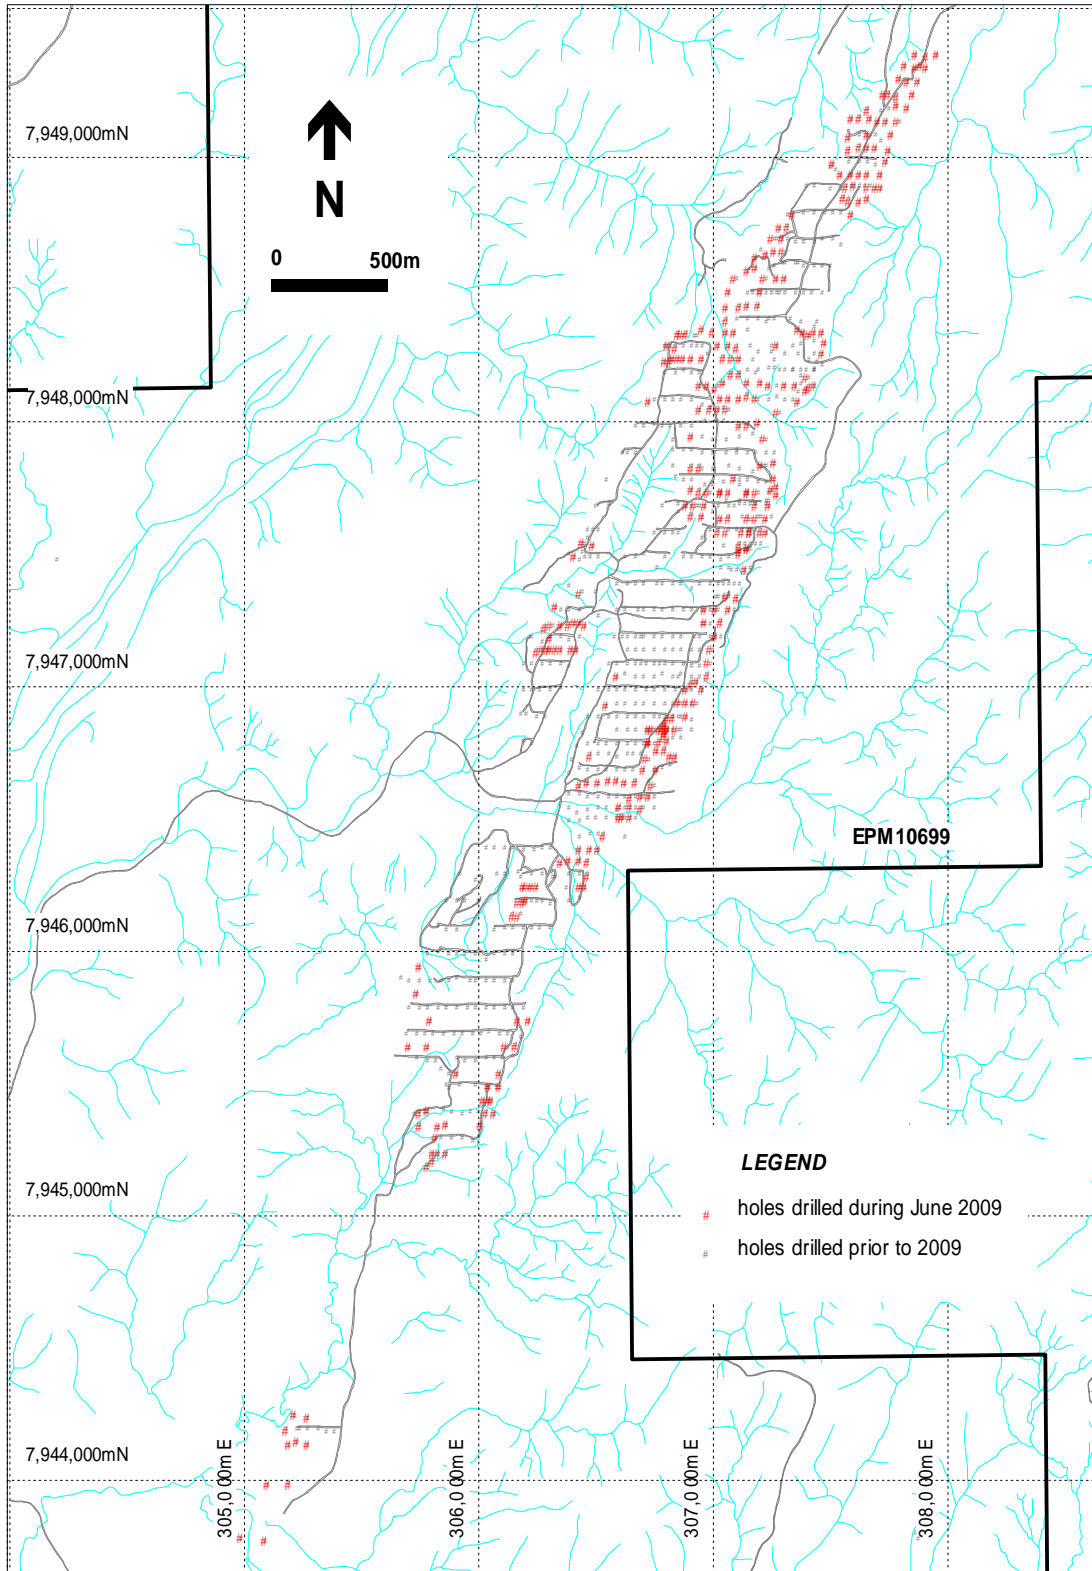 7,949,000mN
N
0 500m
7,948,000mN
7,947,000mN
EPM 10699
7,946,000mN
LEGEND
7,945,000mN
# holes drilled during June 2009
# holes drilled prior to 2009
7,944,000mN
305,000m E
306,000m E
307,000m E
308,000m E